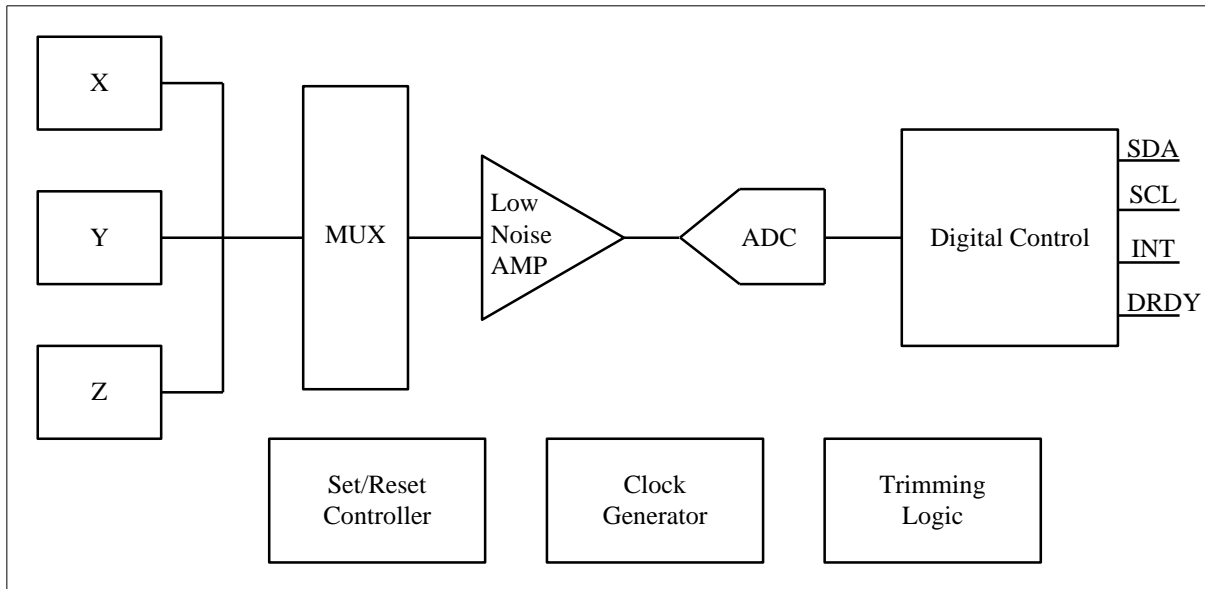 X
Y
Z
MUX
Low
Noise
AMP
ADC
Digital Control
SDA
SCL
INT
DRDY
Set/Reset
Controller
Clock
Generator
Trimming
Logic